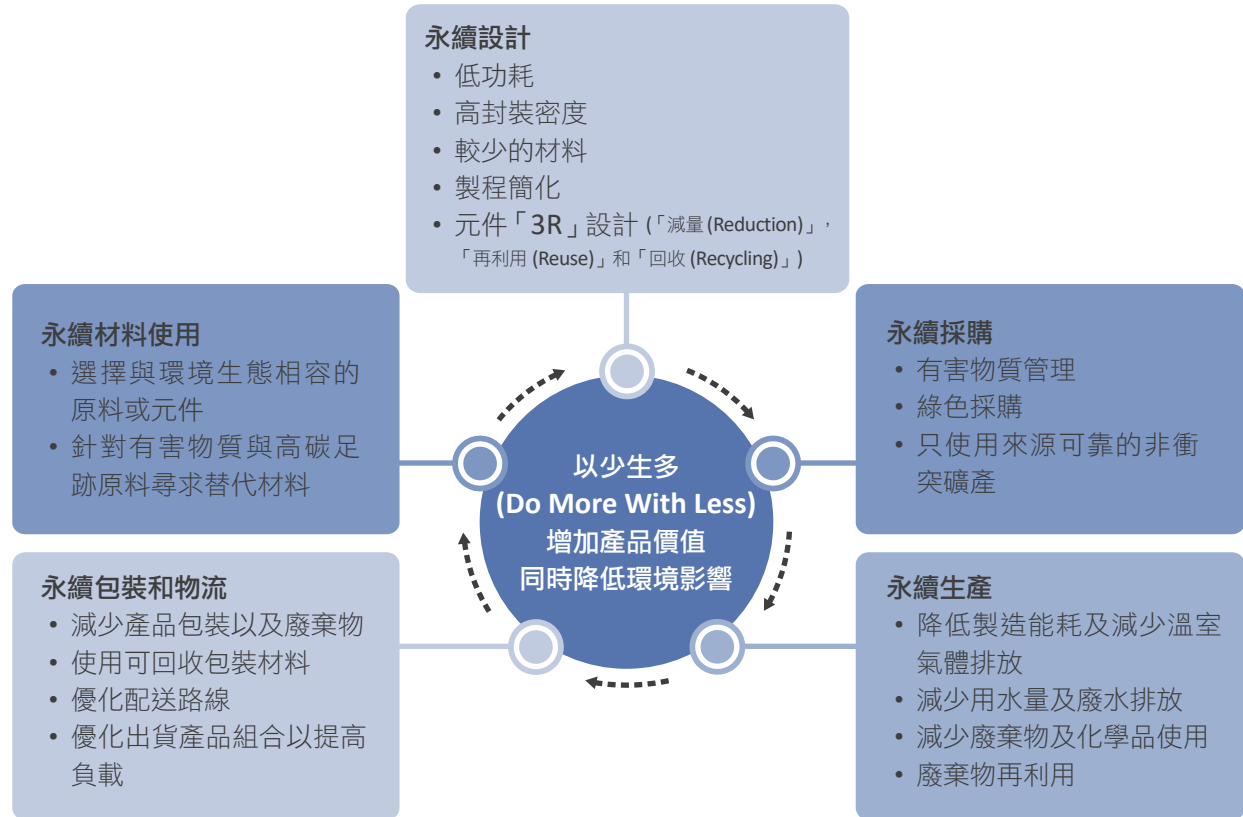 永續設計
• 低功耗
• 高封裝密度
• 較少的材料
• 製程簡化
• 元件「3R」設計 (「減量 (Reduction)」,
「再利用 (Reuse)」和「回收 (Recycling)」)
永續材料使用
• 選擇與環境生態相容的
原料或元件
• 針對有害物質與高碳足
跡原料尋求替代材料
永續採購
• 有害物質管理
• 綠色採購
• 只使用來源可靠的非衝
突礦產
以少生多
(Do More With Less)
增加產品價值
同時降低環境影響
永續包裝和物流
• 減少產品包裝以及廢棄物
• 使用可回收包裝材料
• 優化配送路線
• 優化出貨產品組合以提高
負載
永續生產
• 降低製造能耗及減少溫室
氣體排放
• 減少用水量及廢水排放
• 減少廢棄物及化學品使用
• 廢棄物再利用